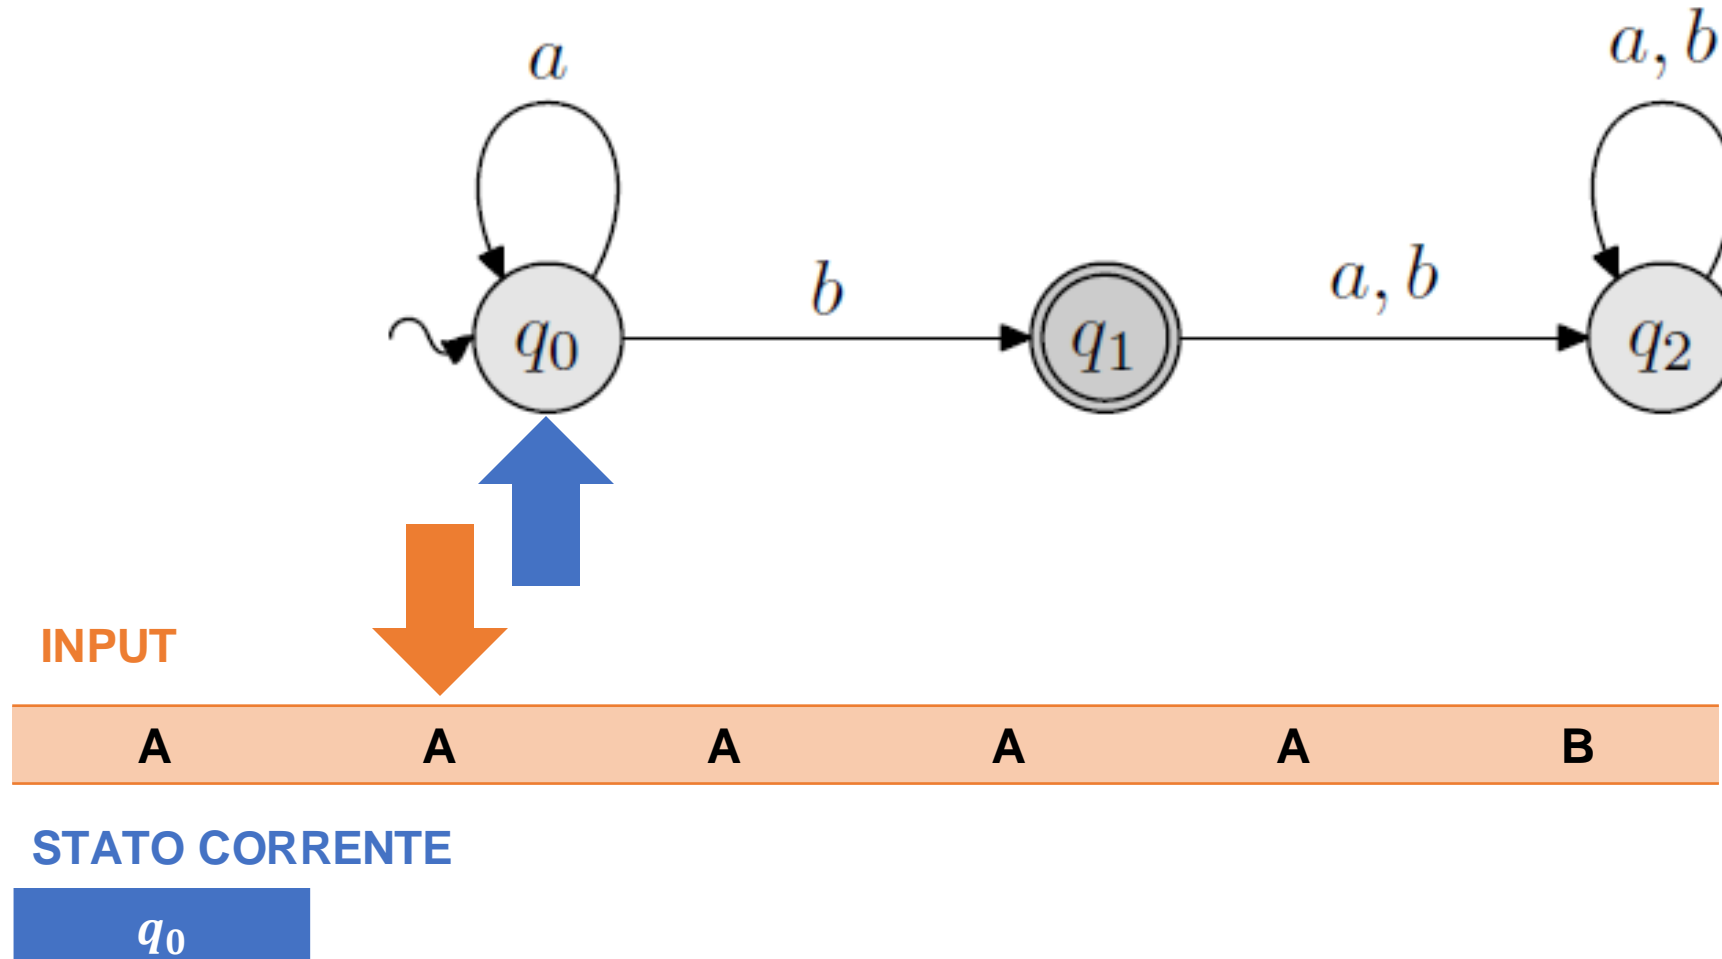 a a, b
b a, b
q₀ q₁ q₂
INPUT
A A A A A B
STATO CORRENTE
q₀